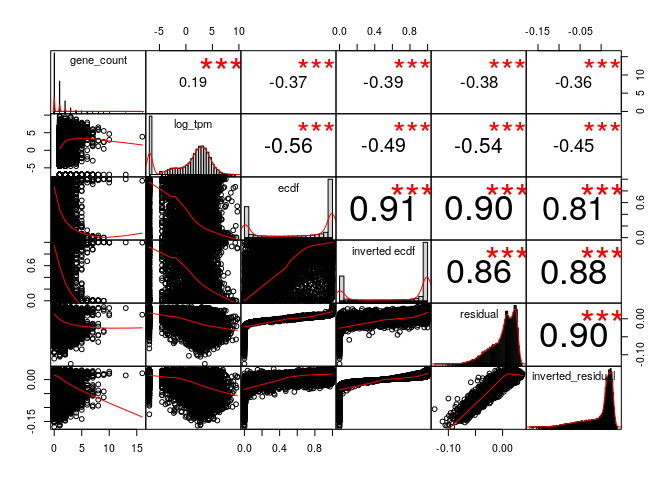 -5 0 5 10 0.0 0.4 0.8 -0.15 -0.05
gene_count *** 0.19 *** -0.37 *** -0.39 *** -0.38 *** -0.36 0 5 10 15
-5 0 5 log_tpm *** -0.56 *** -0.49 *** -0.54 *** -0.45
ecdf *** 0.91 *** 0.90 *** 0.81 0.0 0.6
0.0 0.6 inverted ecdf *** 0.86 *** 0.88
residual *** 0.90 -0.10 0.00
-0.15 0.00 inverted_residual
0 5 10 15 0.0 0.4 0.8 -0.10 0.00